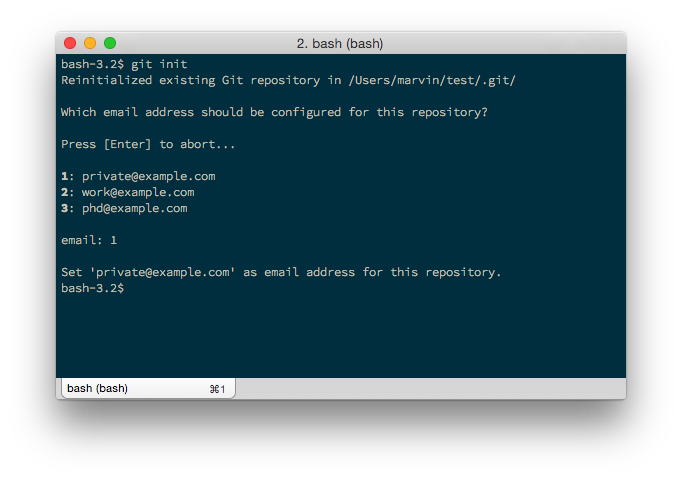 2. bash (bash)
bash-3.2$ git init
Reinitialized existing Git repository in /Users/marvin/test/.git/
Which email address should be configured for this repository?
Press [Enter] to abort...
1: private@example.com
2: work@example.com
3: phd@example.com
email: 1
Set 'private@example.com' as email address for this repository.
bash-3.2$
bash (bash) ⌘1